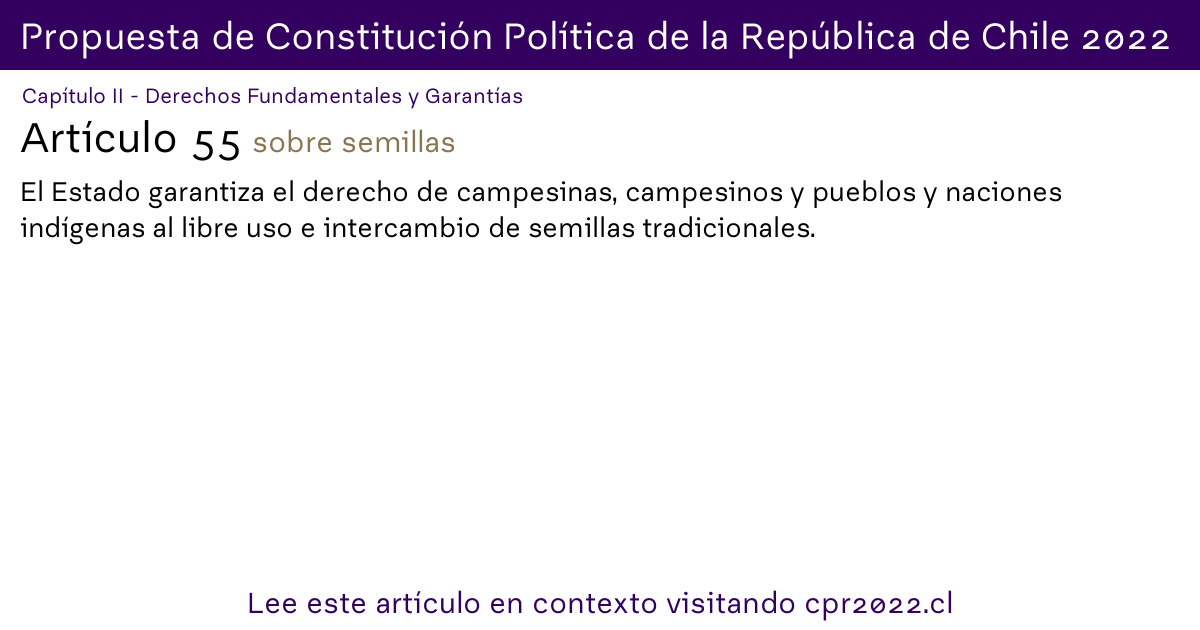 Propuesta de Constitución Política de la República de Chile 2022
Capítulo II - Derechos Fundamentales y Garantías
Artículo 55 sobre semillas
El Estado garantiza el derecho de campesinas, campesinos y pueblos y naciones
indígenas al libre uso e intercambio de semillas tradicionales.
Lee este artículo en contexto visitando cpr2022.cl